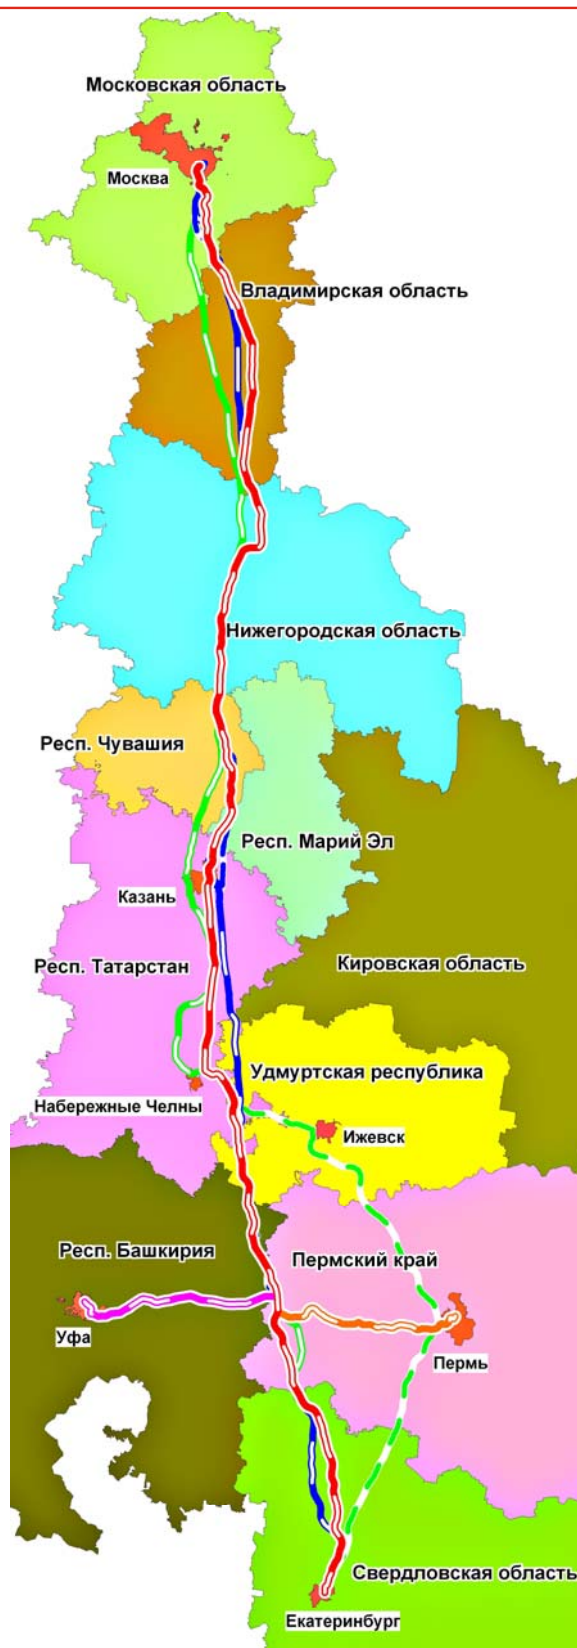 Московская область
Москва
Владимирская область
Нижегородская область
Респ. Чувашия
Респ. Марий Эл
Казань
Респ. Татарстан
Кировская область
Удмуртская республика
Набережные Челны
Ижевск
Респ. Башкирия
Пермский край
Уфа
Пермь
Свердловская область
Екатеринбург